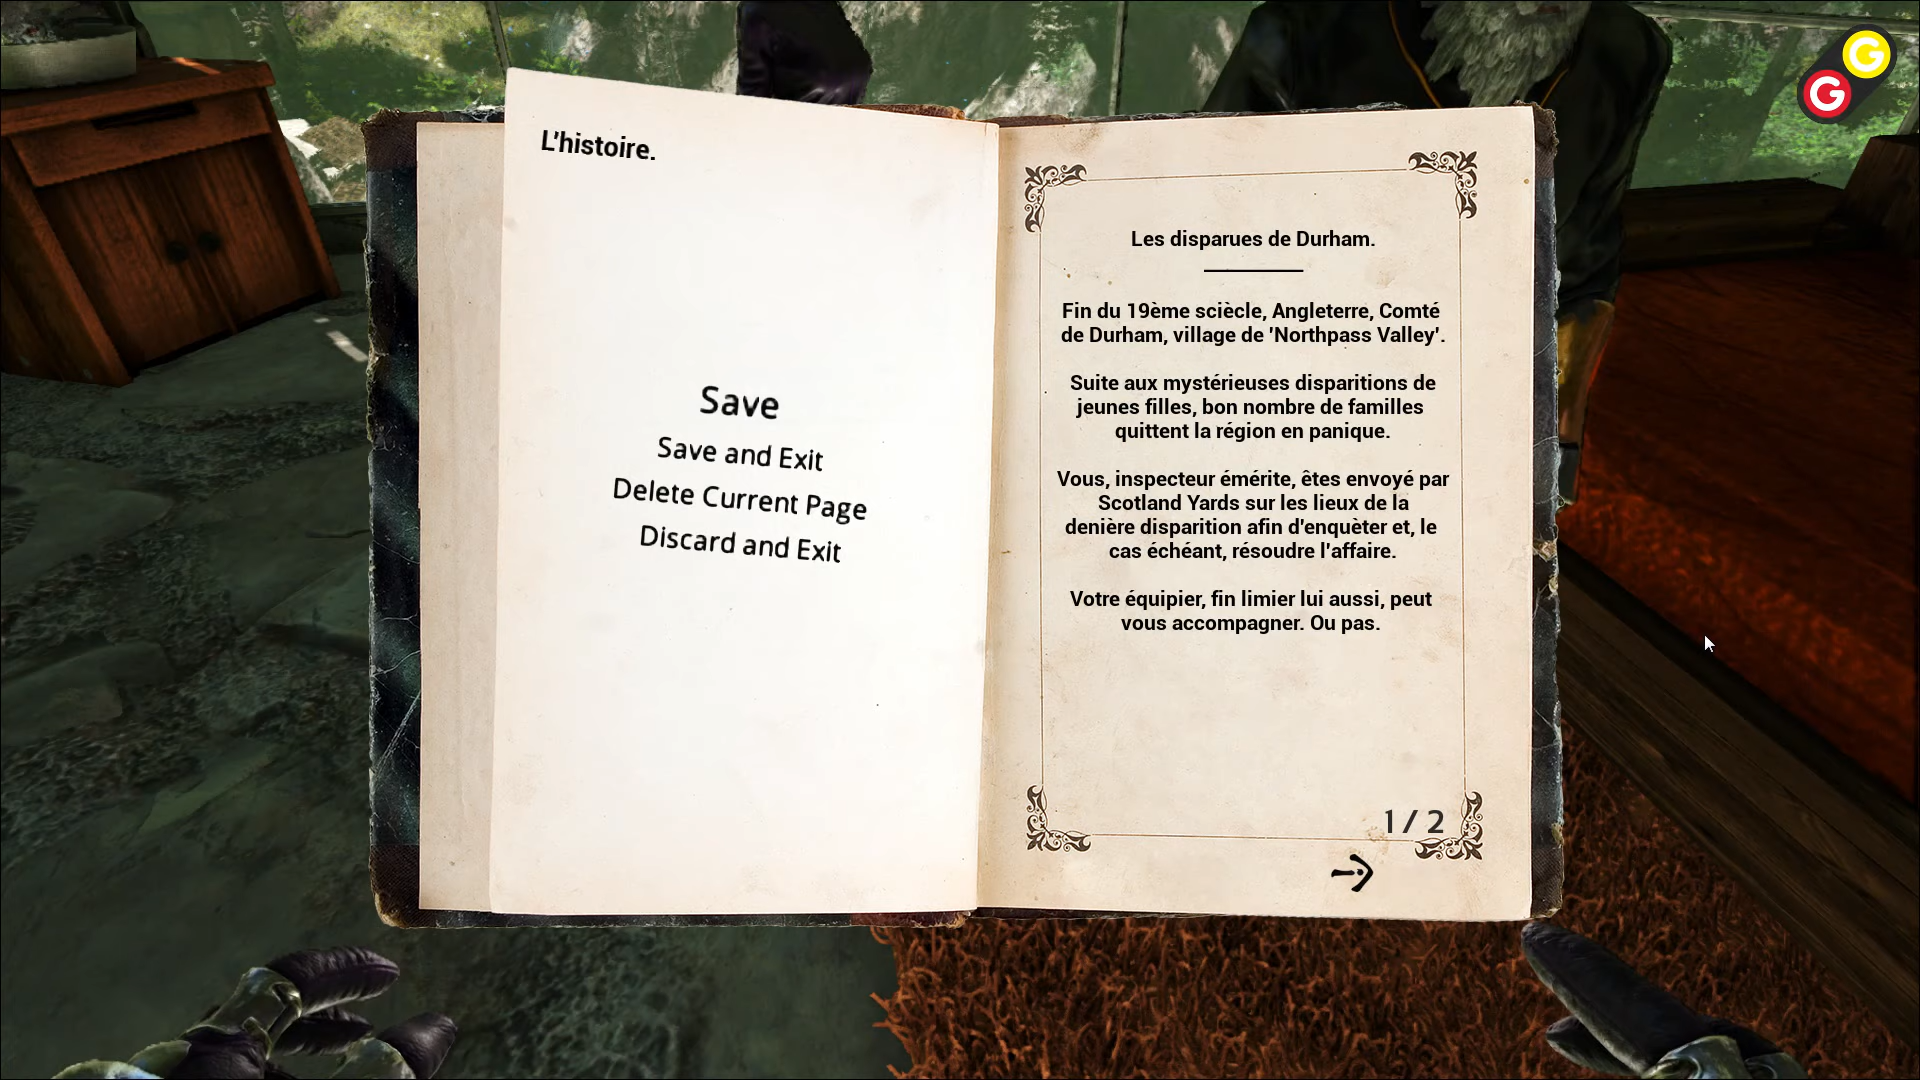 L'histoire.
Save
Save and Exit
Delete Current Page
Discard and Exit
Les disparues de Durham.
Fin du 19ème sciècle, Angleterre, Comté
de Durham, village de 'Northpass Valley'.
Suite aux mystérieuses disparitions de
jeunes filles, bon nombre de familles
quittent la région en panique.
Vous, inspecteur émérite, êtes envoyé par
Scotland Yards sur les lieux de la
denière disparition afin d'enquèter et, le
cas échéant, résoudre l'affaire.
Votre équipier, fin limier lui aussi, peut
vous accompagner. Ou pas.
1 / 2
G
G